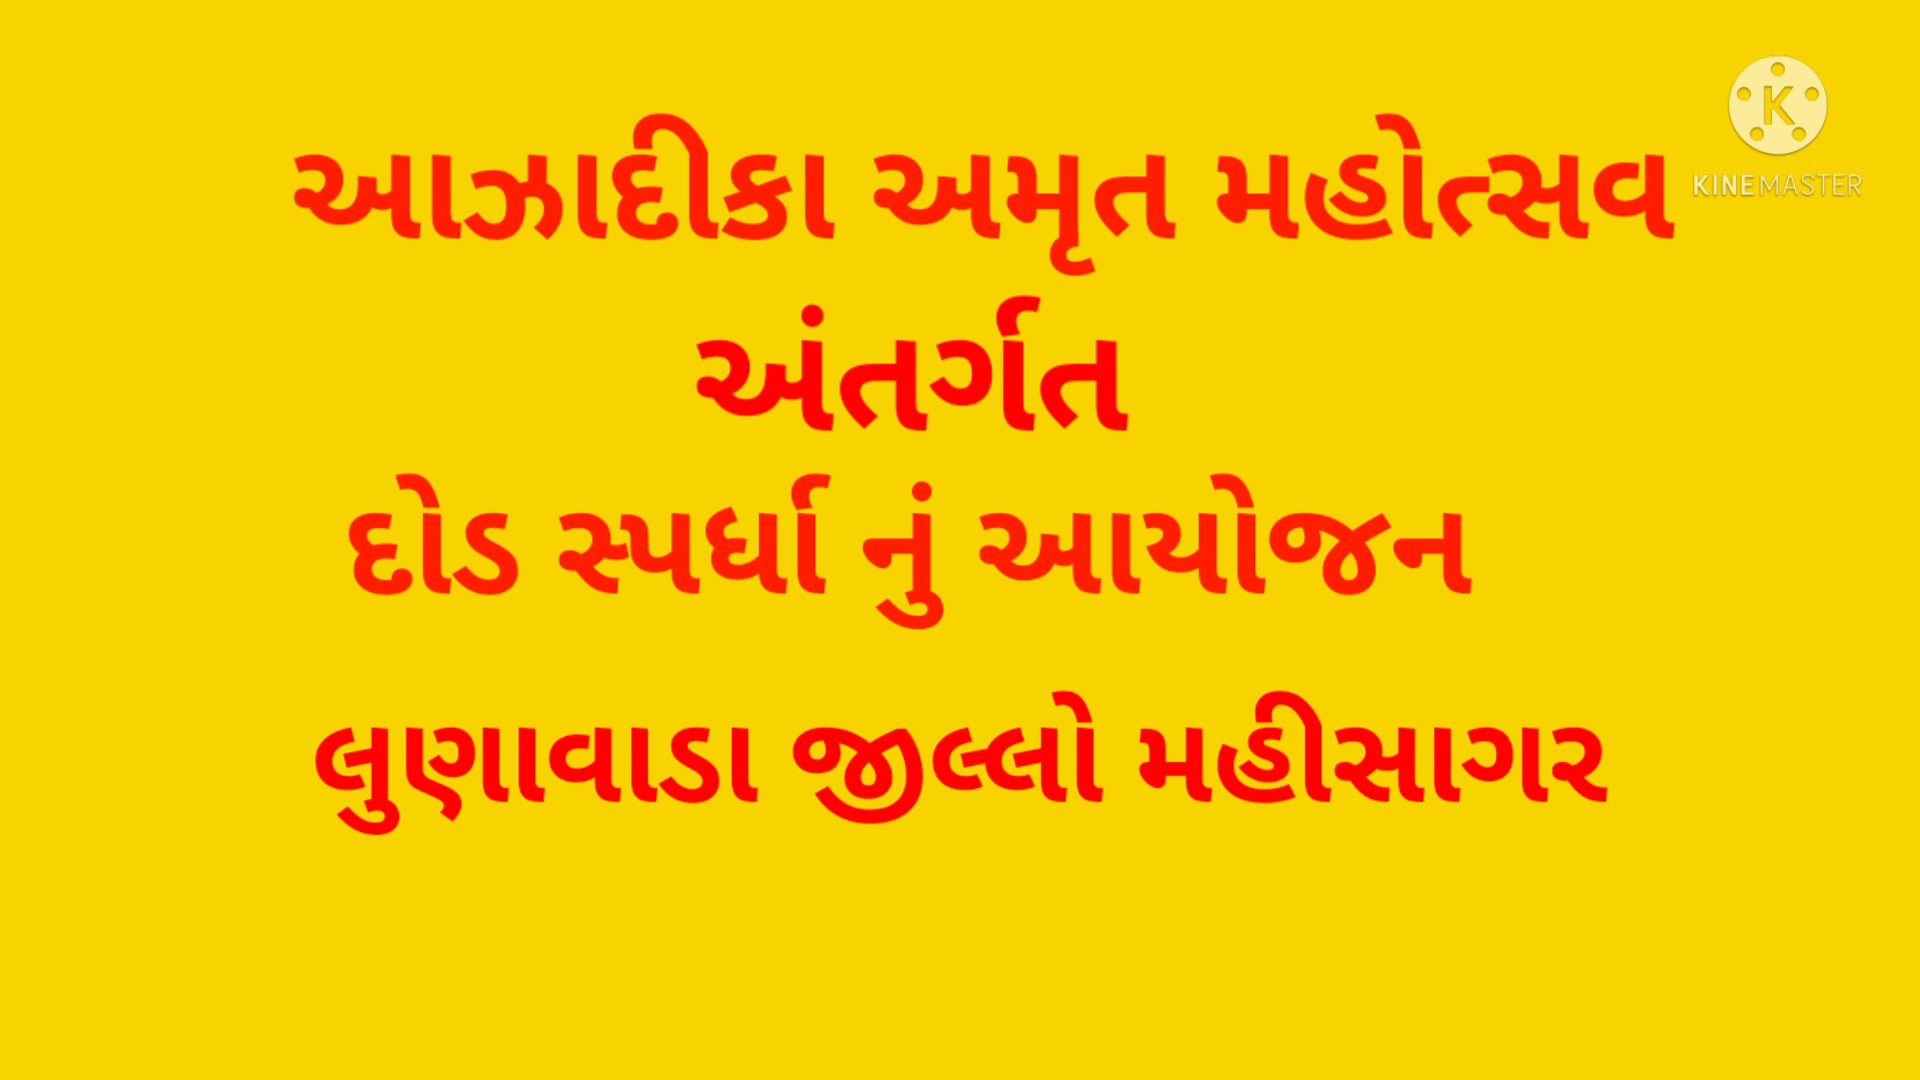 આઝાદીકા અમૃત મહોત્સવ
અંતર્ગત
દોડ સ્પર્ધા નું આયોજન
લુણાવાડા જીલ્લો મહીસાગર
K
KINEMASTER